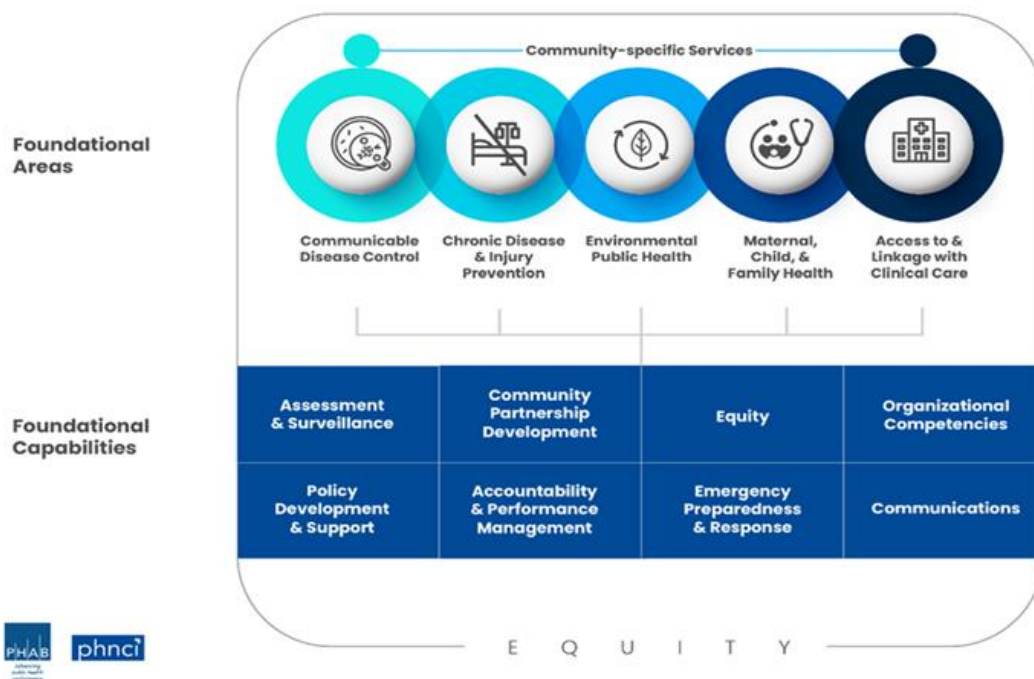 Community-specific Services
Foundational
Areas
Communicable
Disease Control
Chronic Disease
& Injury
Prevention
Environmental
Public Health
Maternal,
Child, &
Family Health
Access to &
Linkage with
Clinical Care
Foundational
Capabilities
Assessment
& Surveillance
Community
Partnership
Development
Equity
Organizational
Competencies
Policy
Development
& Support
Accountability
& Performance
Management
Emergency
Preparedness
& Response
Communications
EQUITY
PHAB
phnci